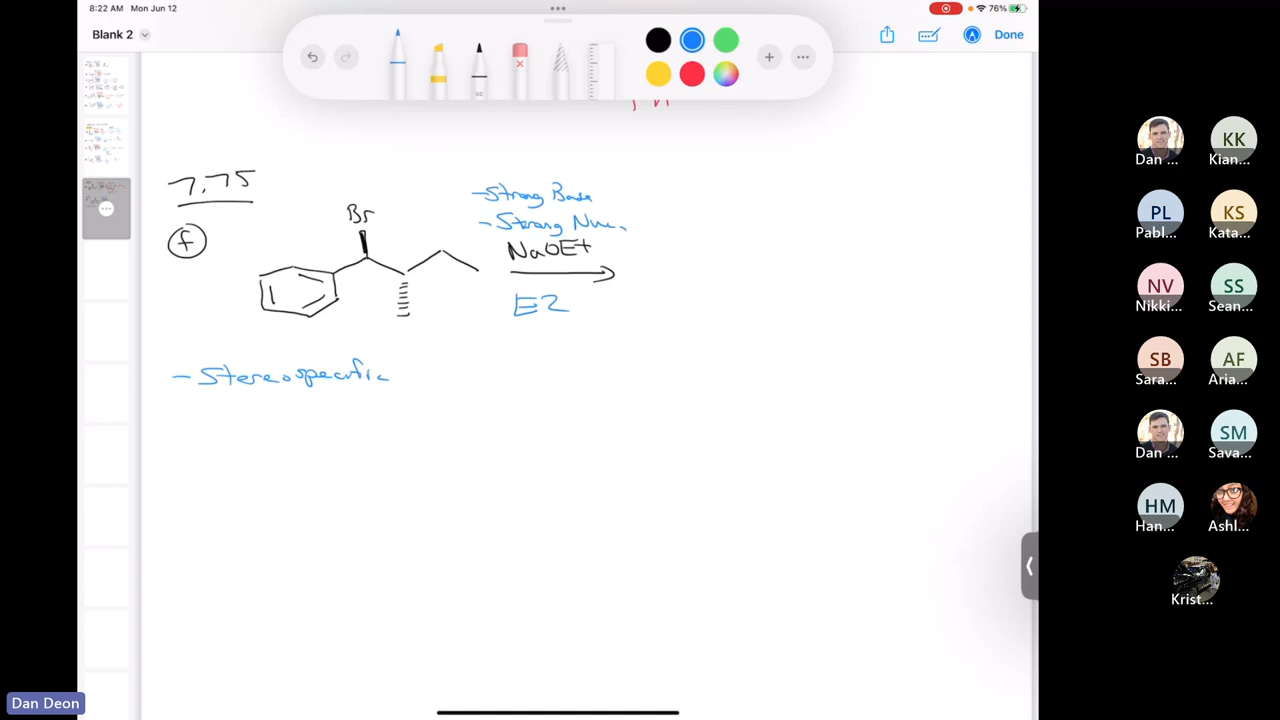 8:22 AM Mon Jun 12
76%
Blank 2
Done
7.75
f
Br
-Strong Base
-Strong Nuc.
NaOEt
E2
- Stereospecific
Dan ...
KK
Kian...
PL
Pabl...
KS
Kata...
NV
Nikki...
SS
Sean...
SB
Sara...
AF
Aria...
Dan ...
SM
Sava...
HM
Han...
Ashl...
Krist...
Dan Deon